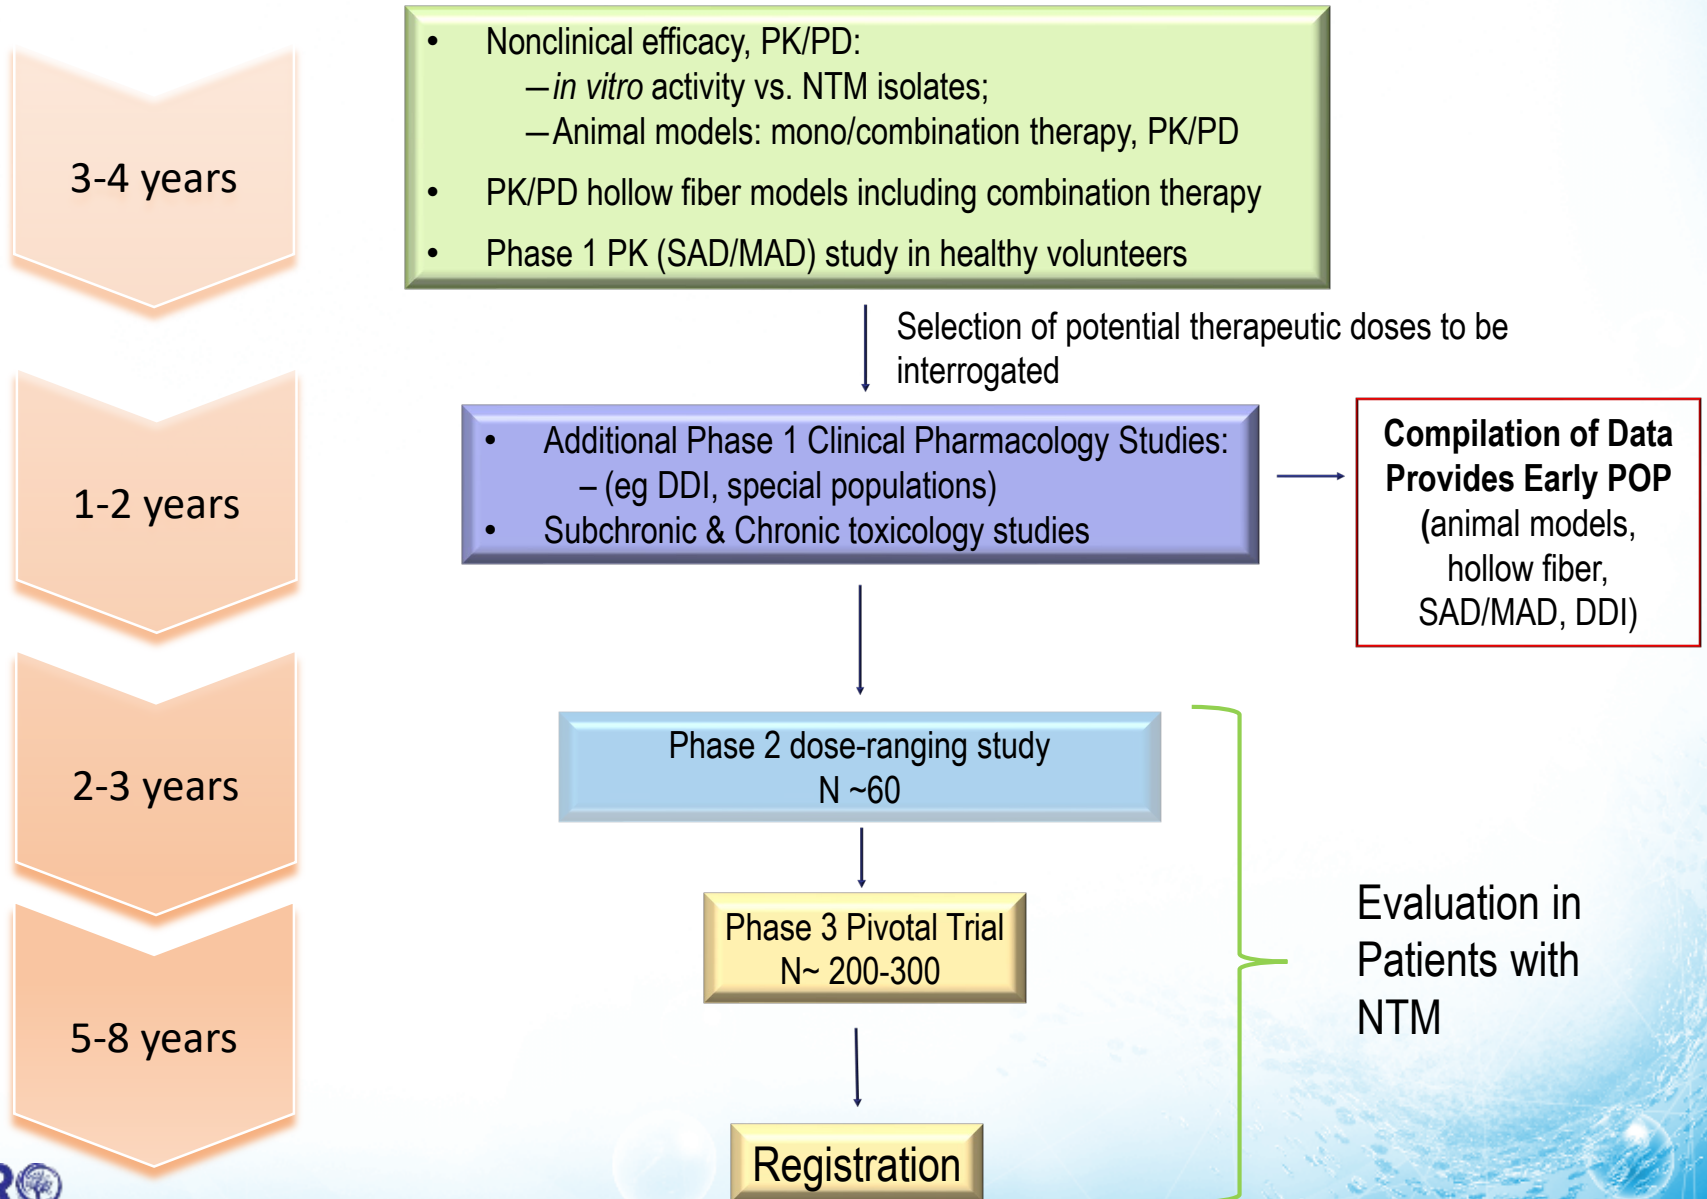 3-4 years
• Nonclinical efficacy, PK/PD:
– in vitro activity vs. NTM isolates;
– Animal models: mono/combination therapy, PK/PD
• PK/PD hollow fiber models including combination therapy
• Phase 1 PK (SAD/MAD) study in healthy volunteers
Selection of potential therapeutic doses to be
interrogated
1-2 years
• Additional Phase 1 Clinical Pharmacology Studies:
– (eg DDI, special populations)
• Subchronic & Chronic toxicology studies
Compilation of Data
Provides Early POP
(animal models,
hollow fiber,
SAD/MAD, DDI)
2-3 years
Phase 2 dose-ranging study
N ~60
Phase 3 Pivotal Trial
N~ 200-300
Evaluation in
Patients with
NTM
5-8 years
Registration